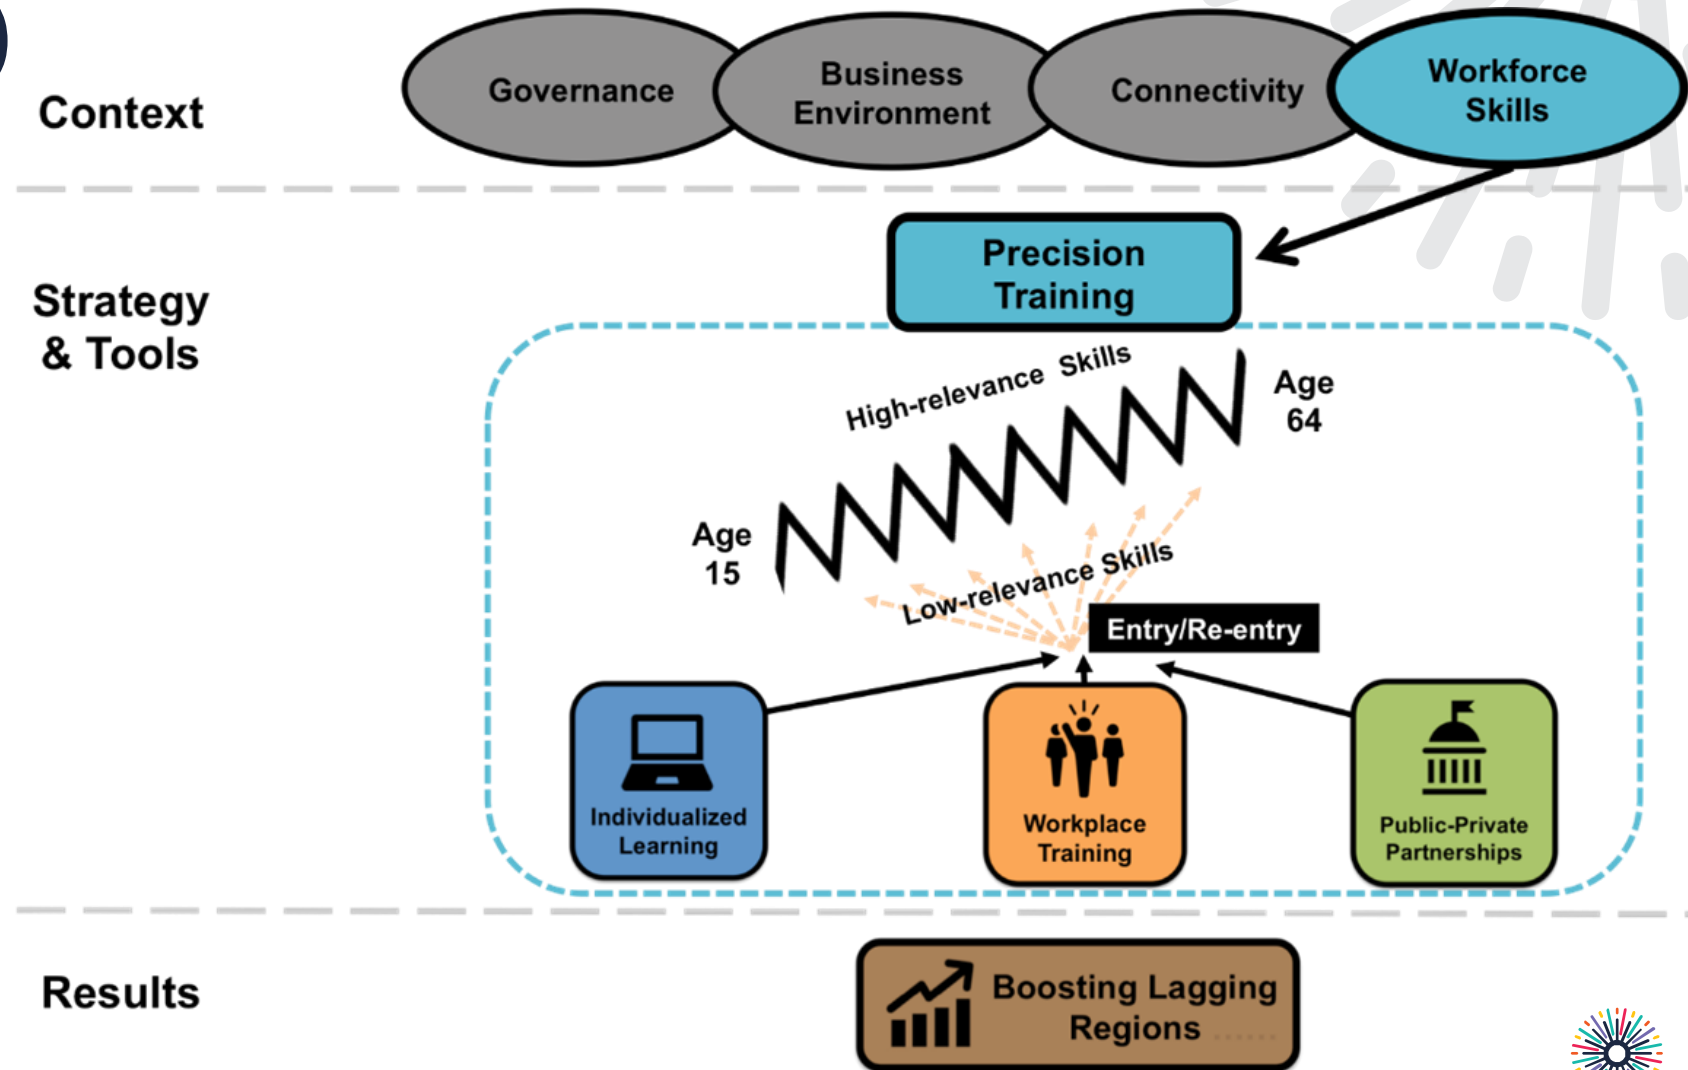 Context
Governance
Business
Environment
Connectivity
Workforce
Skills
Strategy
& Tools
Precision
Training
High-relevance Skills
Age
64
Age
15
Low-relevance Skills
Entry/Re-entry
Individualized
Learning
Workplace
Training
Public-Private
Partnerships
Results
Boosting Lagging
Regions ......